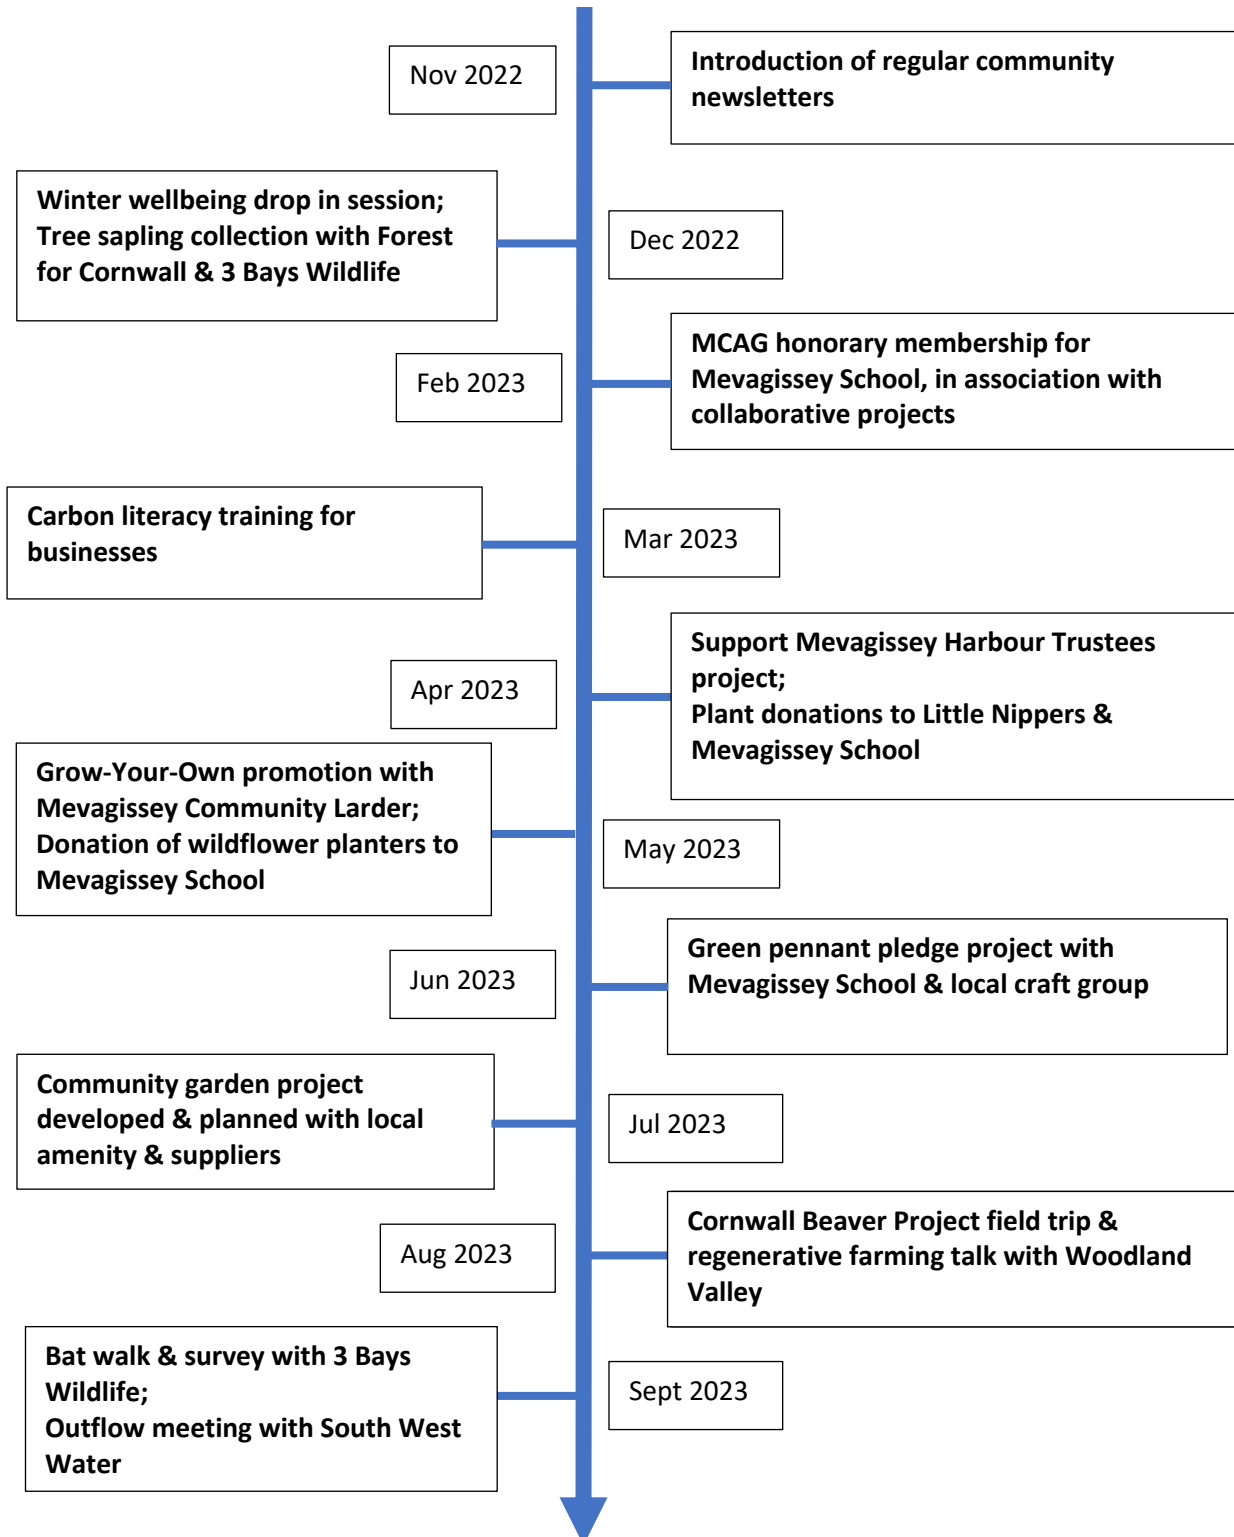 Nov 2022
Introduction of regular community
newsletters
Winter wellbeing drop in session;
Tree sapling collection with Forest
for Cornwall & 3 Bays Wildlife
Dec 2022
Feb 2023
MCAG honorary membership for
Mevagissey School, in association with
collaborative projects
Carbon literacy training for
businesses
Mar 2023
Apr 2023
Support Mevagissey Harbour Trustees
project;
Plant donations to Little Nippers &
Mevagissey School
Grow-Your-Own promotion with
Mevagissey Community Larder;
Donation of wildflower planters to
Mevagissey School
May 2023
Jun 2023
Green pennant pledge project with
Mevagissey School & local craft group
Community garden project
developed & planned with local
amenity & suppliers
Jul 2023
Aug 2023
Cornwall Beaver Project field trip &
regenerative farming talk with Woodland
Valley
Bat walk & survey with 3 Bays
Wildlife;
Outflow meeting with South West
Water
Sept 2023